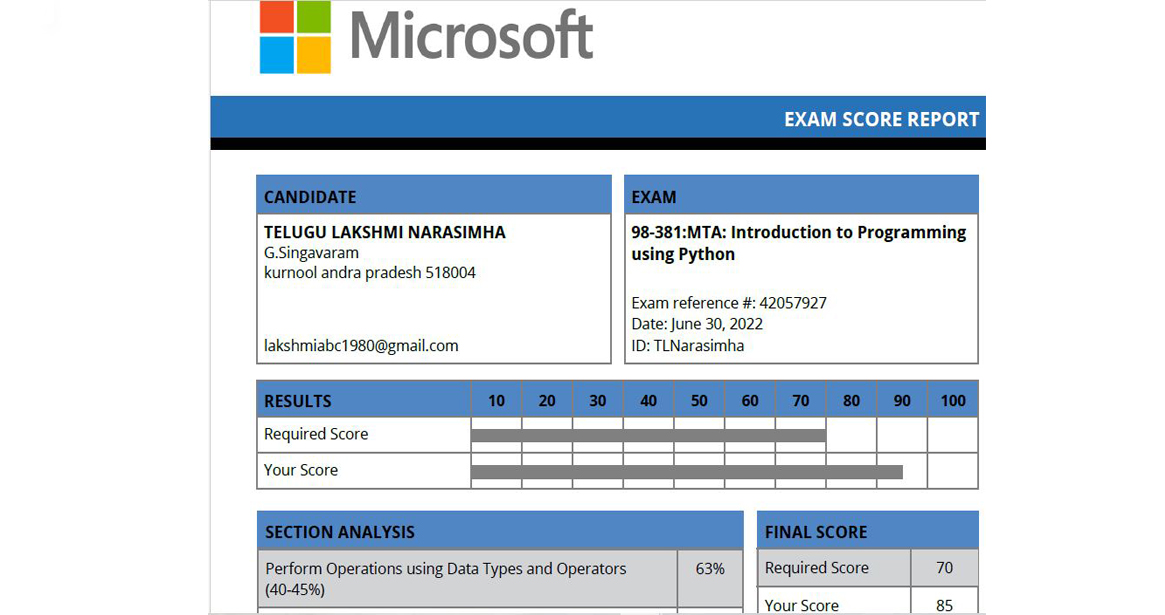 Microsoft
EXAM SCORE REPORT
CANDIDATE
TELUGU LAKSHMI NARASIMHA
G.Singavaram
kurnool andra pradesh 518004
lakshmiabc1980@gmail.com
EXAM
98-381:MTA: Introduction to Programming
using Python
Exam reference #: 42057927
Date: June 30, 2022
ID: TLNarasimha
RESULTS 10 20 30 40 50 60 70 80 90 100
Required Score
Your Score
SECTION ANALYSIS
Perform Operations using Data Types and Operators 63%
(40-45%)
FINAL SCORE
Required Score 70
Your Score 85